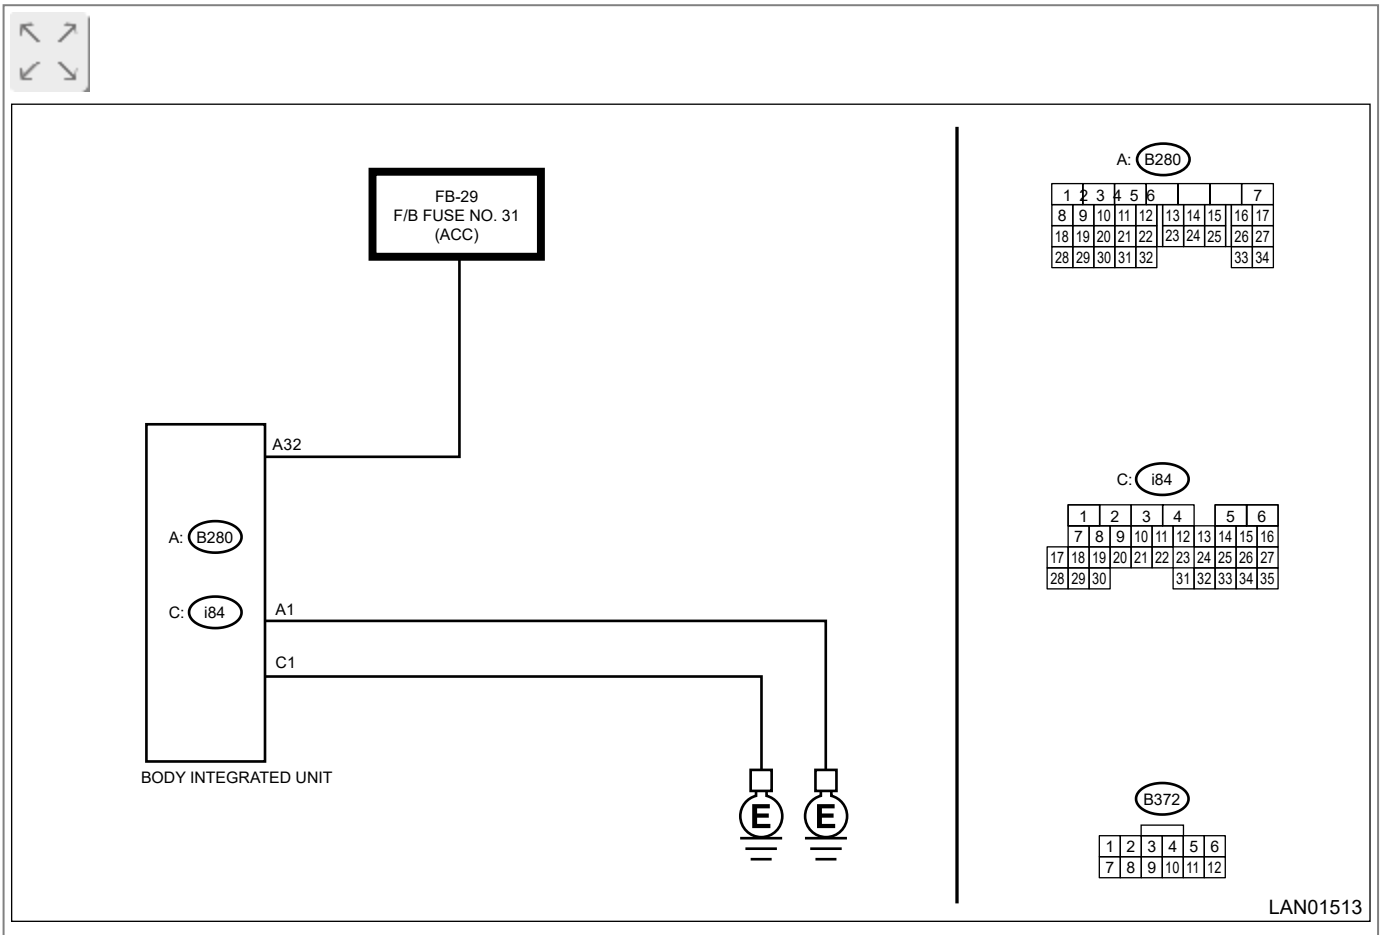 FB-29
F/B FUSE NO. 31
(ACC)
A32
A: B280
C: i84
A1
C1
BODY INTEGRATED UNIT
E E
A: B280
1 2 3 4 5 6 7
8 9 10 11 12 13 14 15 16 17
18 19 20 21 22 23 24 25 26 27
28 29 30 31 32 33 34
C: i84
1 2 3 4 5 6
7 8 9 10 11 12 13 14 15 16
17 18 19 20 21 22 23 24 25 26 27
28 29 30 31 32 33 34 35
B372
1 2 3 4 5 6
7 8 9 10 11 12
LAN01513